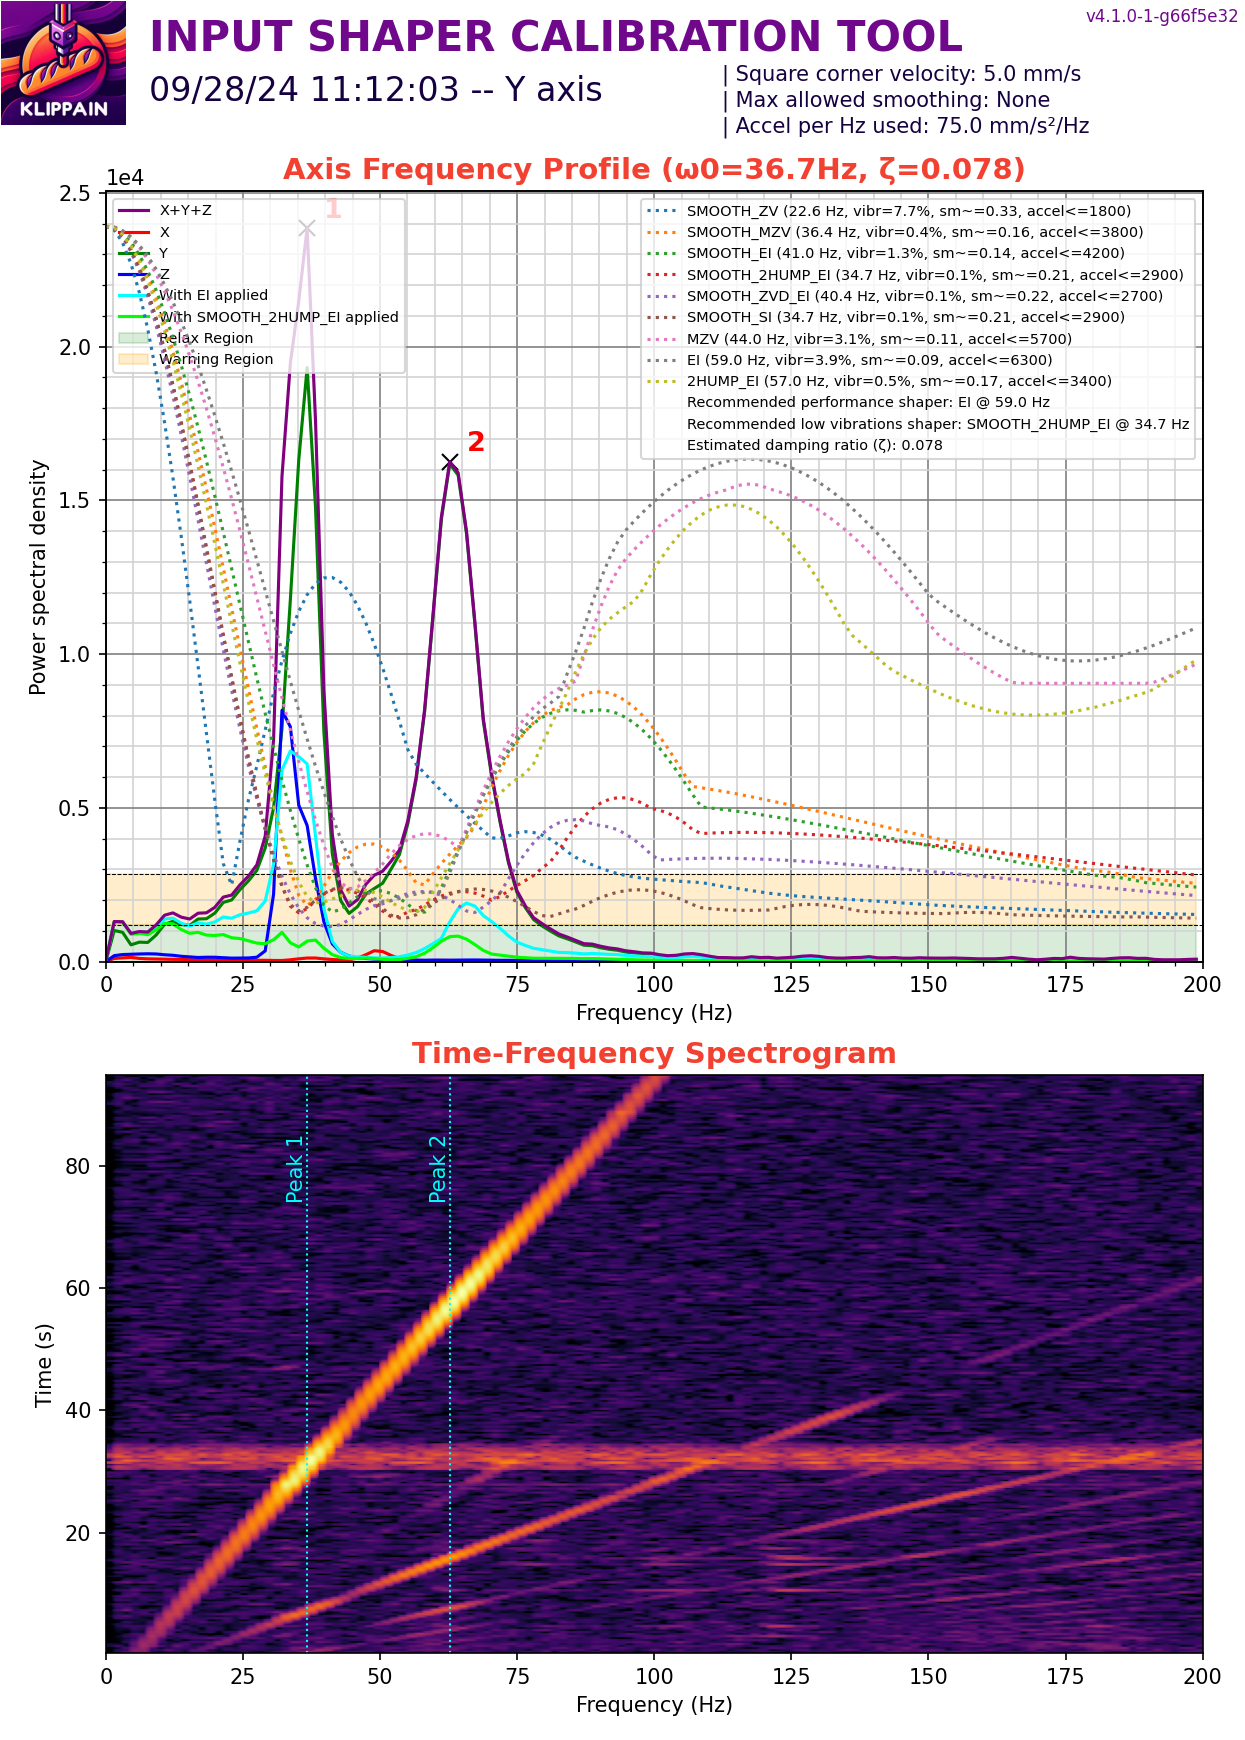 v4.1.0-1-g66f5e32
INPUT SHAPER CALIBRATION TOOL
KLIPPAIN
09/28/24 11:12:03 -- Y axis
| Square corner velocity: 5.0 mm/s
| Max allowed smoothing: None
| Accel per Hz used: 75.0 mm/s²/Hz
Axis Frequency Profile (ω0=36.7Hz, ζ=0.078)
1e4
2.5
2.0
1.5
1.0
0.5
0.0
Power spectral density
X+Y+Z
X
Y
Z
With EI applied
With SMOOTH_2HUMP_EI applied
Relax Region
Warning Region
1
2
SMOOTH_ZV (22.6 Hz, vibr=7.7%, sm~=0.33, accel<=1800)
SMOOTH_MZV (36.4 Hz, vibr=0.4%, sm~=0.16, accel<=3800)
SMOOTH_EI (41.0 Hz, vibr=1.3%, sm~=0.14, accel<=4200)
SMOOTH_2HUMP_EI (34.7 Hz, vibr=0.1%, sm~=0.21, accel<=2900)
SMOOTH_ZVD_EI (40.4 Hz, vibr=0.1%, sm~=0.22, accel<=2700)
SMOOTH_SI (34.7 Hz, vibr=0.1%, sm~=0.21, accel<=2900)
MZV (44.0 Hz, vibr=3.1%, sm~=0.11, accel<=5700)
EI (59.0 Hz, vibr=3.9%, sm~=0.09, accel<=6300)
2HUMP_EI (57.0 Hz, vibr=0.5%, sm~=0.17, accel<=3400)
Recommended performance shaper: EI @ 59.0 Hz
Recommended low vibrations shaper: SMOOTH_2HUMP_EI @ 34.7 Hz
Estimated damping ratio (ζ): 0.078
0 25 50 75 100 125 150 175 200
Frequency (Hz)
Time-Frequency Spectrogram
80
60
40
20
Time (s)
Peak 1
Peak 2
0 25 50 75 100 125 150 175 200
Frequency (Hz)